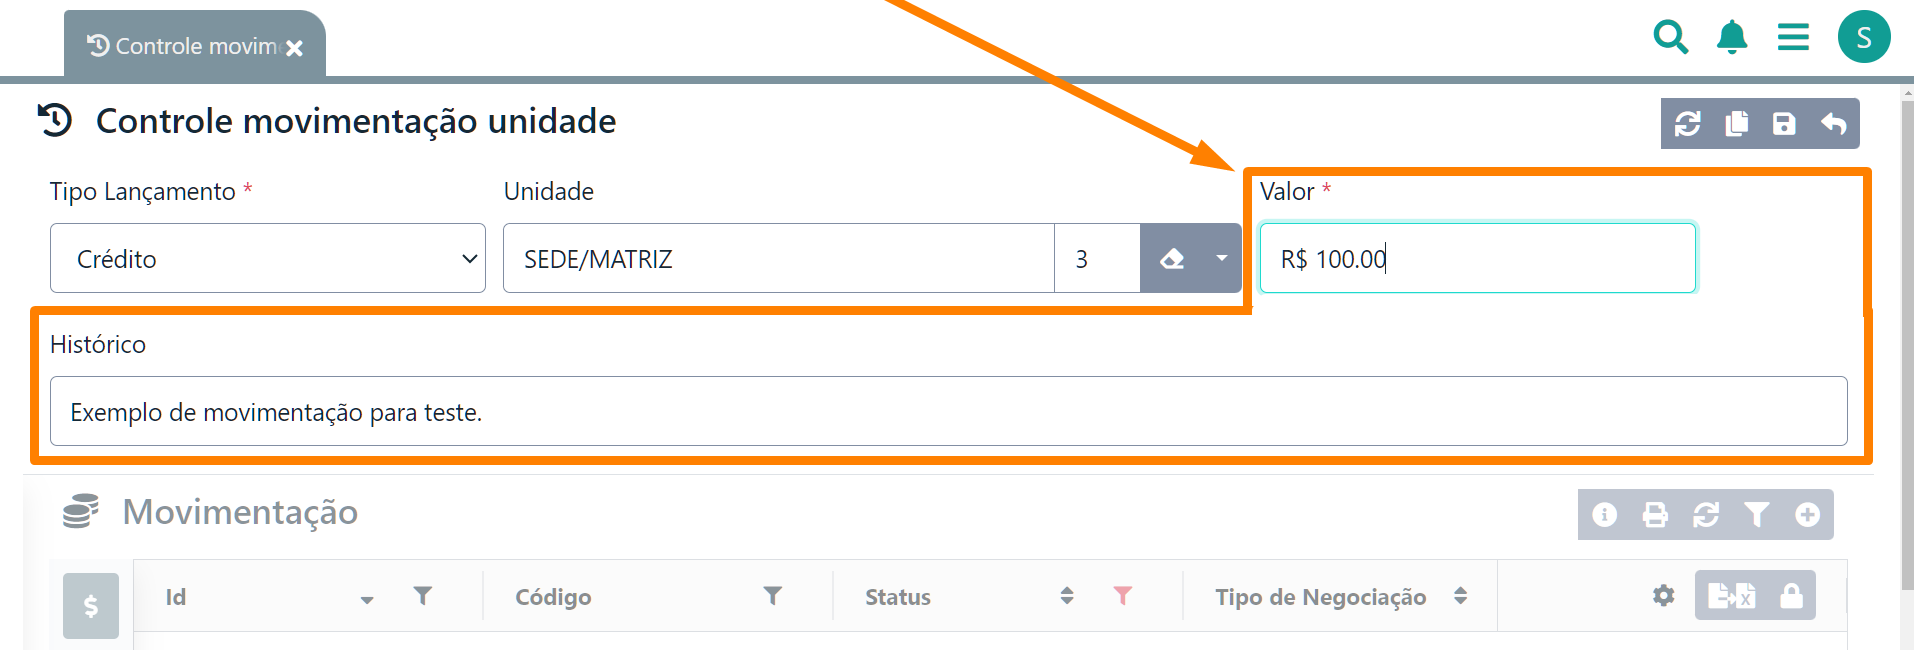 Controle movim
S
Controle movimentação unidade
Tipo Lançamento *
Unidade
Valor *
Crédito
SEDE/MATRIZ
3
R$ 100.00
Histórico
Exemplo de movimentação para teste.
Movimentação
$
Id
Código
Status
Tipo de Negociação